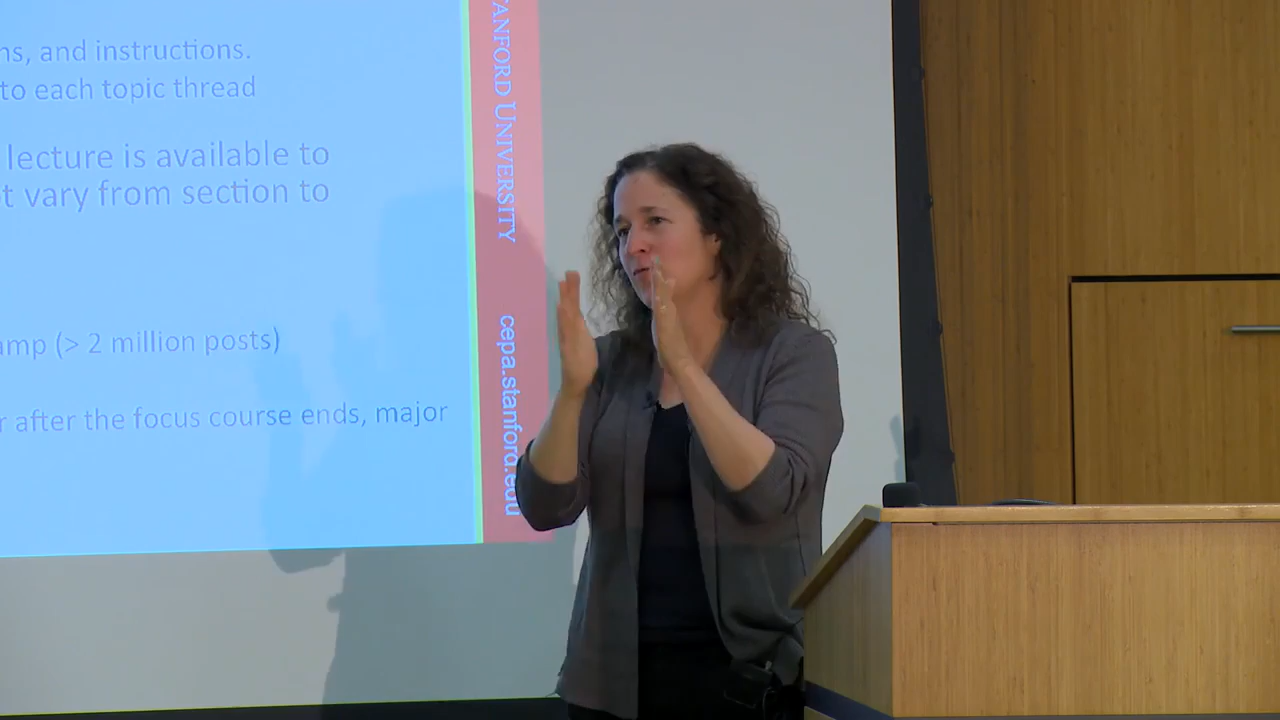 ns, and instructions.
to each topic thread
lecture is available to
t vary from section to
amp (> 2 million posts)
r after the focus course ends, major
TANFORD UNIVERSITY
cepa.stanford.edu